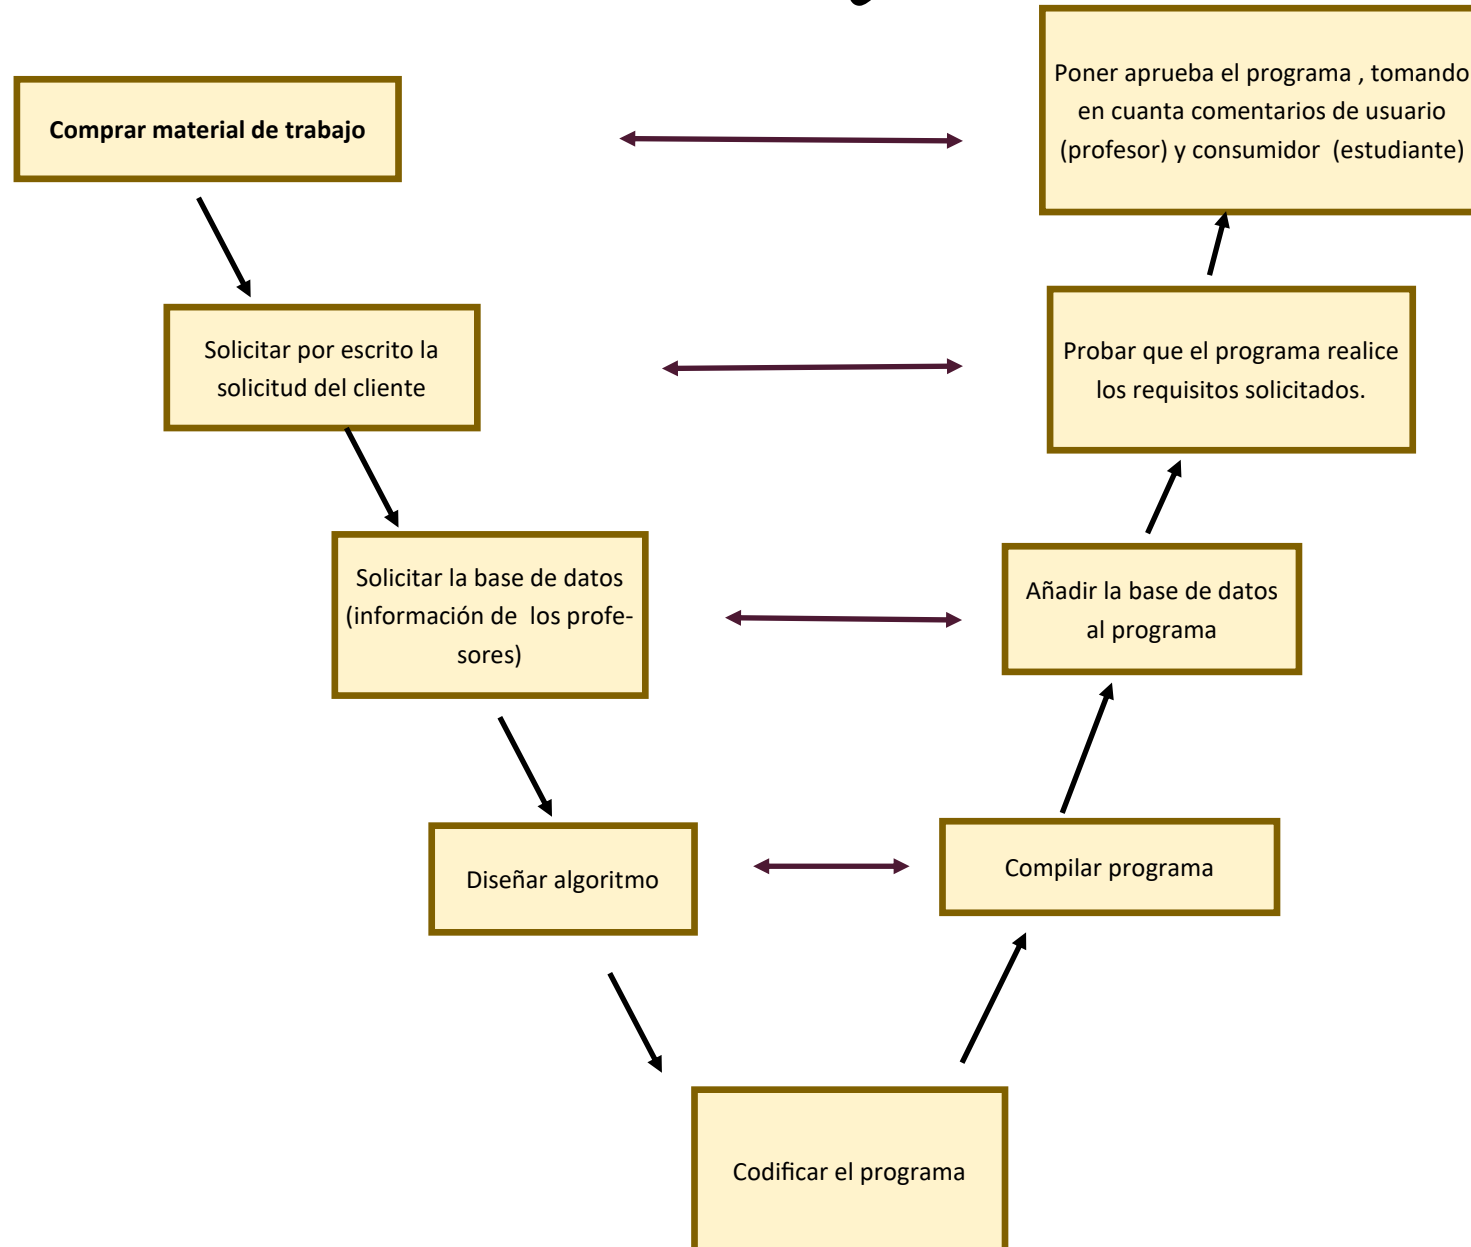 Comprar material de trabajo
Poner aprueba el programa , tomando
en cuanta comentarios de usuario
(profesor) y consumidor  (estudiante)
Solicitar por escrito la
solicitud del cliente
Probar que el programa realice
los requisitos solicitados.
Solicitar la base de datos
(información de  los profe-
sores)
Añadir la base de datos
al programa
Diseñar algoritmo
Compilar programa
Codificar el programa